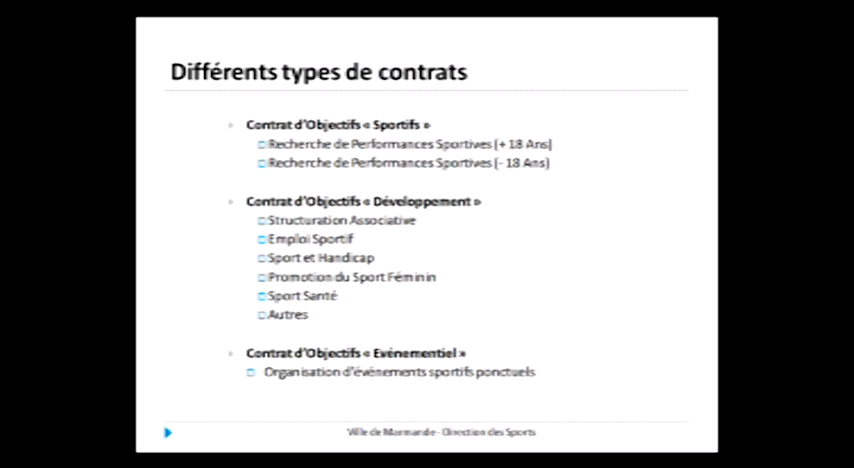 Différents types de contrats
Contrat d'Objectifs « Sportifs »
Recherche de Performances Sportives (+ 18 Ans)
Recherche de Performances Sportives (- 18 Ans)
Contrat d'Objectifs « Développement »
Structuration Associative
Emploi Sportif
Sport et Handicap
Promotion du Sport Féminin
Sport Santé
Autres
Contrat d'Objectifs « Evénementiel »
Organisation d'événements sportifs ponctuels
Ville de Marmande - Direction des Sports